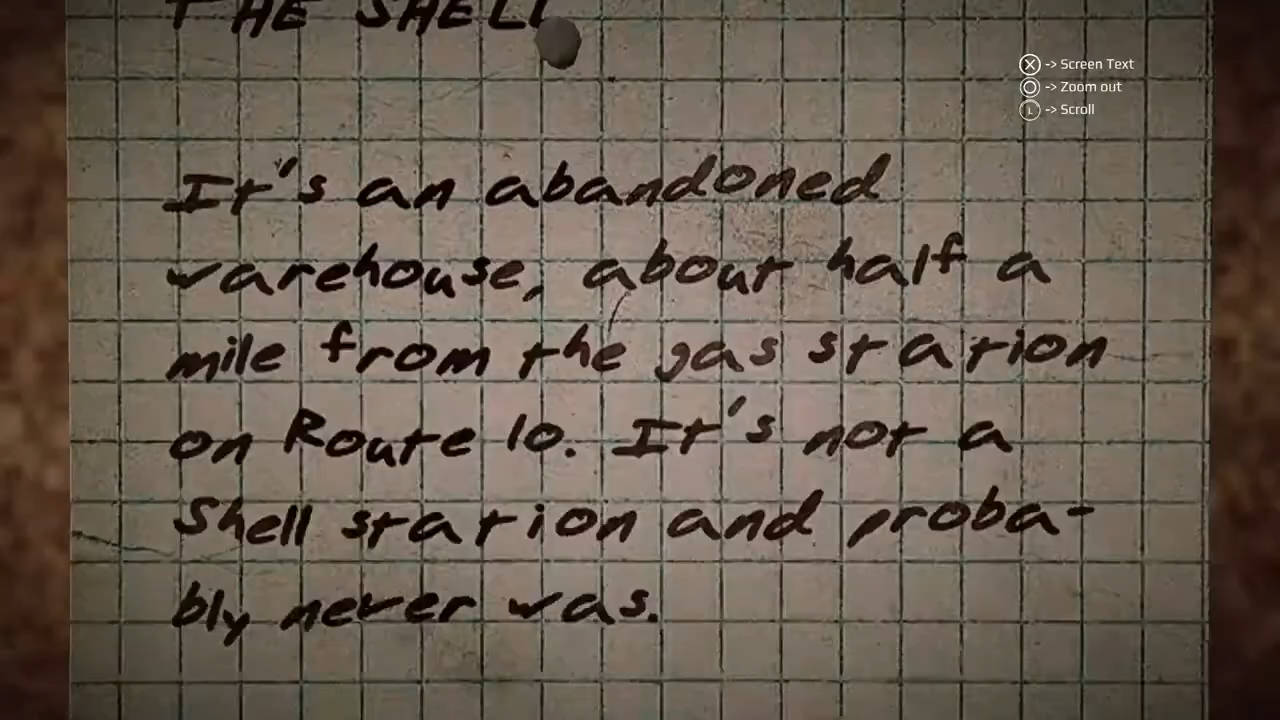 THE SHELL
X -> Screen Text
O -> Zoom out
L -> Scroll
It's an abandoned
warehouse, about half a
mile from the gas station
on Route 10. It's not a
Shell station and proba-
bly never was.